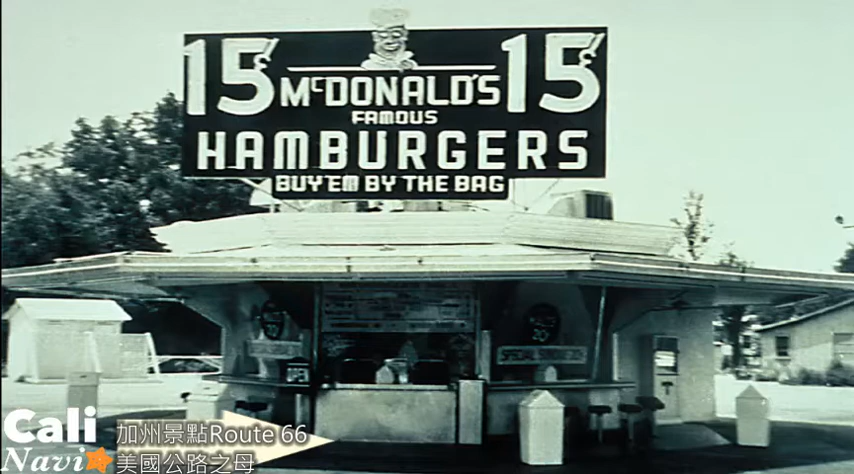 15¢ 15¢
McDONALD'S
FAMOUS
HAMBURGERS
BUY'EM BY THE BAG
OPEN
SPECIAL
Cali
Navi
加州景點Route 66
美國公路之母